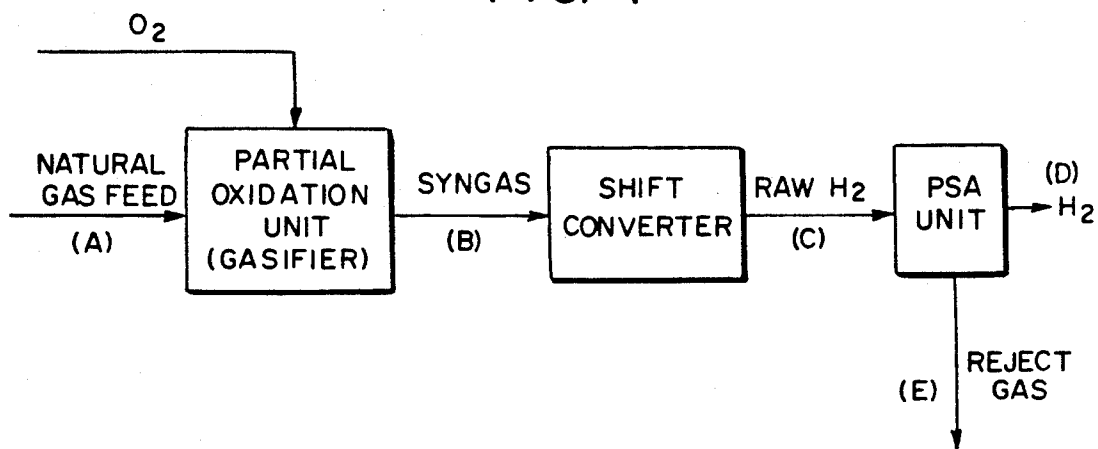 O2
NATURAL
GAS FEED
(A)
PARTIAL
OXIDATION
UNIT
(GASIFIER)
SYNGAS
(B)
SHIFT
CONVERTER
RAW H2
(C)
PSA
UNIT
(D)
H2
(E)
REJECT
GAS